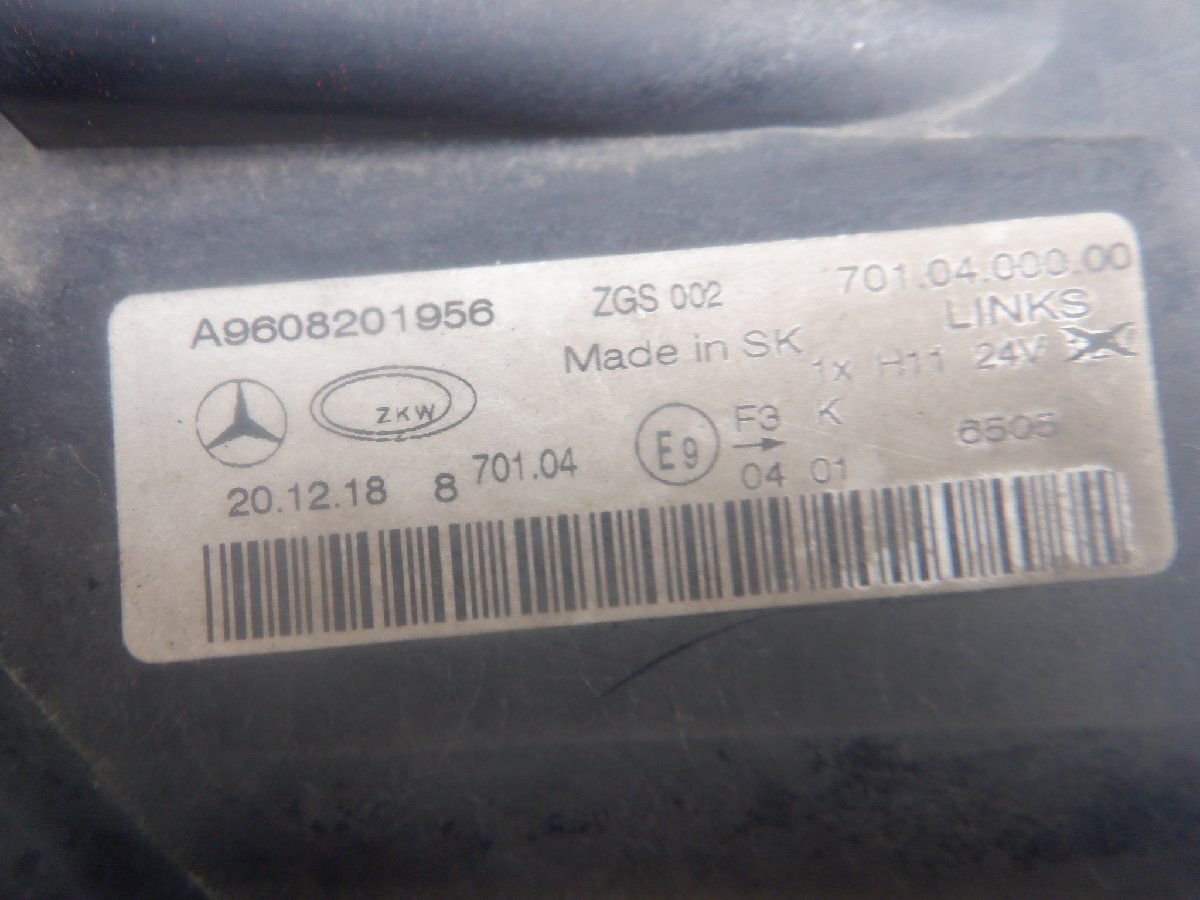 A9608201956 ZGS 002 701.04.000.00
LINKS
Made in SK 1x H11 24V
ZKW
E9 F3 K 6505
04 01
20.12.18 8 701.04